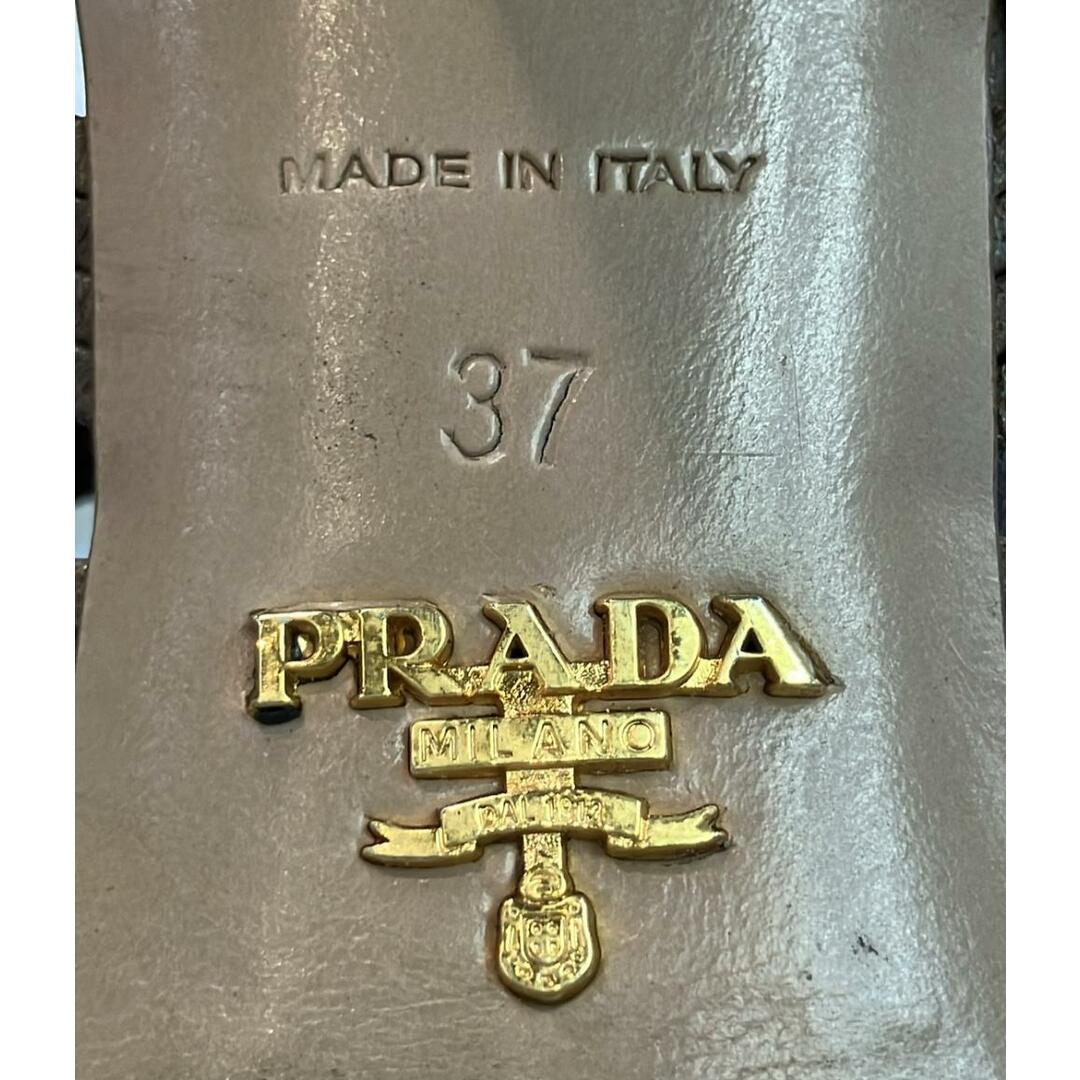 MADE IN ITALY
37
PRADA
MILANO
DAL 1913